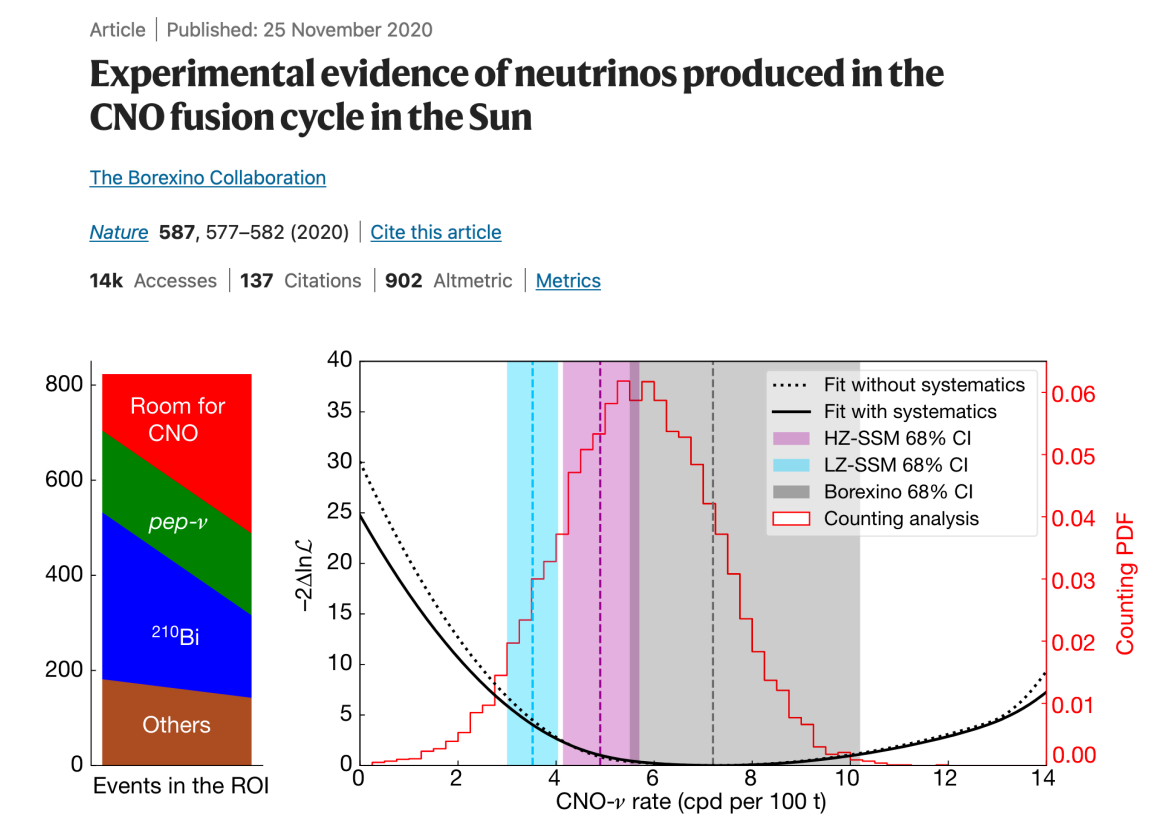 Article | Published: 25 November 2020
Experimental evidence of neutrinos produced in the
CNO fusion cycle in the Sun
The Borexino Collaboration
Nature 587, 577–582 (2020) | Cite this article
14k Accesses | 137 Citations | 902 Altmetric | Metrics
800
600
400
200
0
Room for
CNO
pep-ν
210Bi
Others
Events in the ROI
40
35
30
25
20
15
10
5
0
−2Δlnℒ
0 2 4 6 8 10 12 14
CNO-ν rate (cpd per 100 t)
Fit without systematics
Fit with systematics
HZ-SSM 68% CI
LZ-SSM 68% CI
Borexino 68% CI
Counting analysis
0.06
0.05
0.04
0.03
0.02
0.01
0.00
Counting PDF